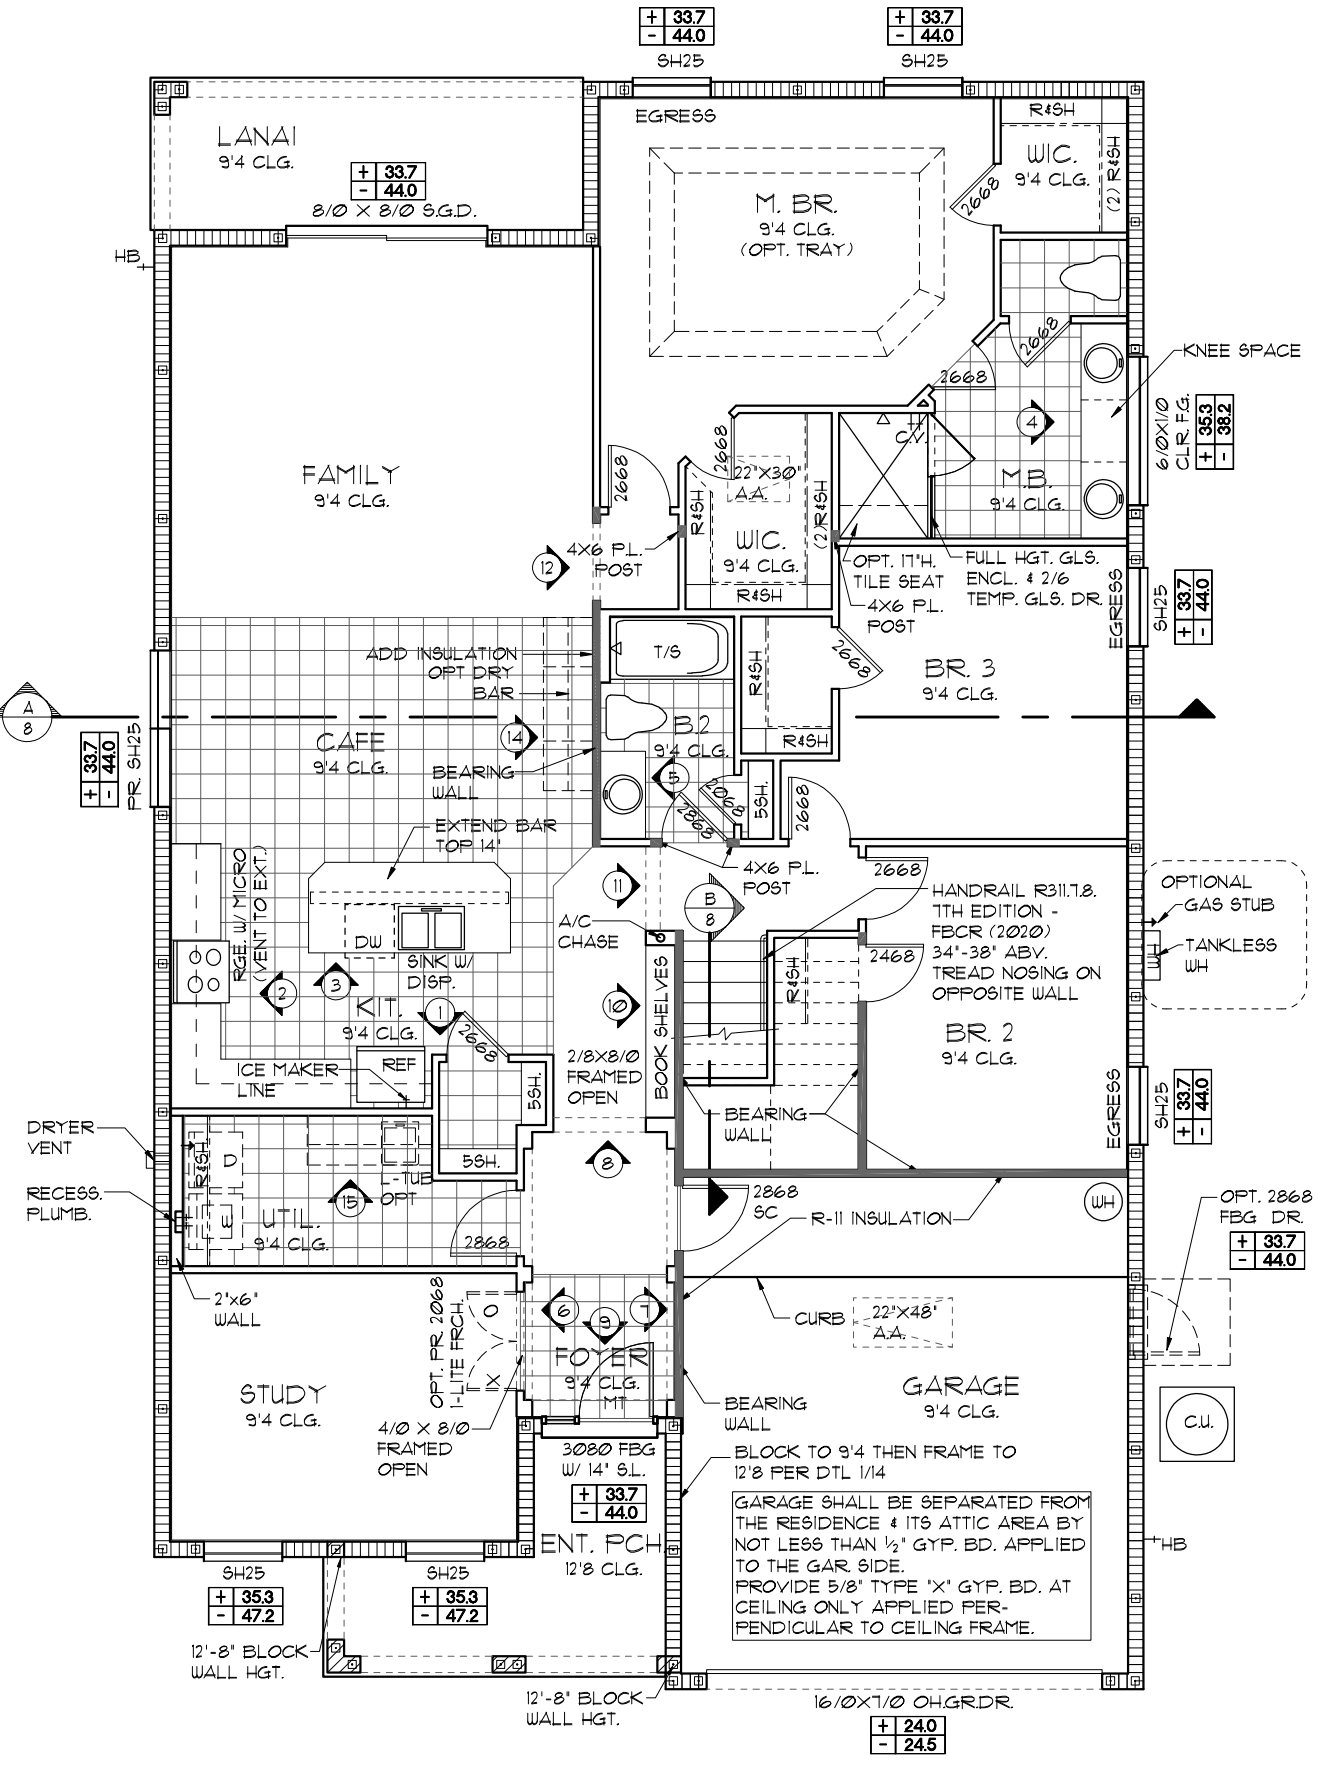 + 33.7
- 44.0
SH25
+ 33.7
- 44.0
SH25
EGRESS
LANAI
9'4 CLG.
+ 33.7
- 44.0
8/0 X 8/0 S.G.D.
HB
M. BR.
9'4 CLG.
(OPT. TRAY)
R&SH
WIC.
9'4 CLG.
(2) R&SH
2668
2668
2668
KNEE SPACE
6/0X1/0
CLR. F.G.
+ 35.3
- 38.2
4
C.V.
M.B.
9'4 CLG.
FAMILY
9'4 CLG.
2668
2668
22"X30"
A.A.
R&SH
(2)R&SH
WIC.
9'4 CLG.
R&SH
12
4X6 P.L.
POST
OPT. 17"H.
TILE SEAT
4X6 P.L.
POST
FULL HGT. GLS.
ENCL. & 2/6
TEMP. GLS. DR.
EGRESS
SH25
+ 33.7
- 44.0
ADD INSULATION
OPT DRY
BAR
T/S
R&SH
R&SH
2668
BR. 3
9'4 CLG.
A
8
CAFE
9'4 CLG.
14
BEARING
WALL
B.2
9'4 CLG.
5
2068
2868
5SH.
2668
+ 33.7
- 44.0
PR. SH25
EXTEND BAR
TOP 14"
RGE. W/ MICRO
(VENT TO EXT.)
11
4X6 P.L.
POST
B
8
2668
HANDRAIL R311.7.8.
7TH EDITION -
FBCR (2020)
34"-38" ABV.
TREAD NOSING ON
OPPOSITE WALL
OPTIONAL
GAS STUB
TANKLESS
WH
WH
A/C
CHASE
DW
SINK W/
DISP.
2
3
KIT.
9'4 CLG.
1
2668
10
BOOK SHELVES
R&SH
2468
BR. 2
9'4 CLG.
2/8X8/0
FRAMED
OPEN
ICE MAKER
LINE
REF
5SH.
5SH.
BEARING
WALL
EGRESS
SH25
+ 33.7
- 44.0
DRYER
VENT
RECESS.
PLUMB.
R&SH
D
W
L-TUB
OPT
15
UTIL.
9'4 CLG.
2868
8
2868
SC
R-11 INSULATION
WH
OPT. 2868
FBG DR.
+ 33.7
- 44.0
2"x6"
WALL
OPT. PR 2068
1-LITE FRCH.
O
X
6
9
7
FOYER
9'4 CLG.
MT
CURB
22"X48"
A.A.
STUDY
9'4 CLG.
4/0 X 8/0
FRAMED
OPEN
BEARING
WALL
GARAGE
9'4 CLG.
C.U.
3080 FBG
W/ 14" S.L.
+ 33.7
- 44.0
ENT. PCH.
12'8 CLG.
BLOCK TO 9'4 THEN FRAME TO
12'8 PER DTL 1/14
GARAGE SHALL BE SEPARATED FROM
THE RESIDENCE & ITS ATTIC AREA BY
NOT LESS THAN ½" GYP. BD. APPLIED
TO THE GAR. SIDE.
PROVIDE 5/8" TYPE "X" GYP. BD. AT
CEILING ONLY APPLIED PER-
PENDICULAR TO CEILING FRAME.
HB
SH25
+ 35.3
- 47.2
SH25
+ 35.3
- 47.2
12'-8" BLOCK
WALL HGT.
12'-8" BLOCK
WALL HGT.
16/0X7/0 OH.GR.DR.
+ 24.0
- 24.5